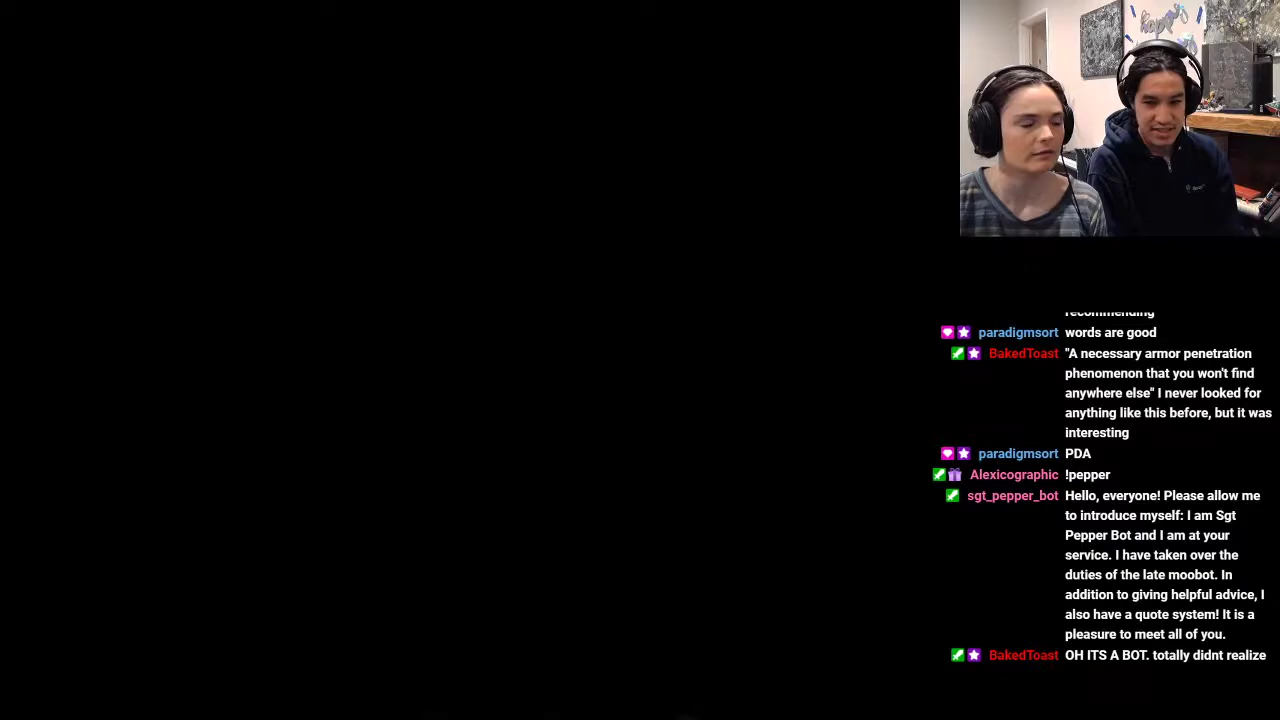 hope
recommending
paradigmsort words are good
BakedToast "A necessary armor penetration
phenomenon that you won't find
anywhere else" I never looked for
anything like this before, but it was
interesting
paradigmsort PDA
Alexicographic !pepper
sgt_pepper_bot Hello, everyone! Please allow me
to introduce myself: I am Sgt
Pepper Bot and I am at your
service. I have taken over the
duties of the late moobot. In
addition to giving helpful advice, I
also have a quote system! It is a
pleasure to meet all of you.
BakedToast OH ITS A BOT. totally didnt realize